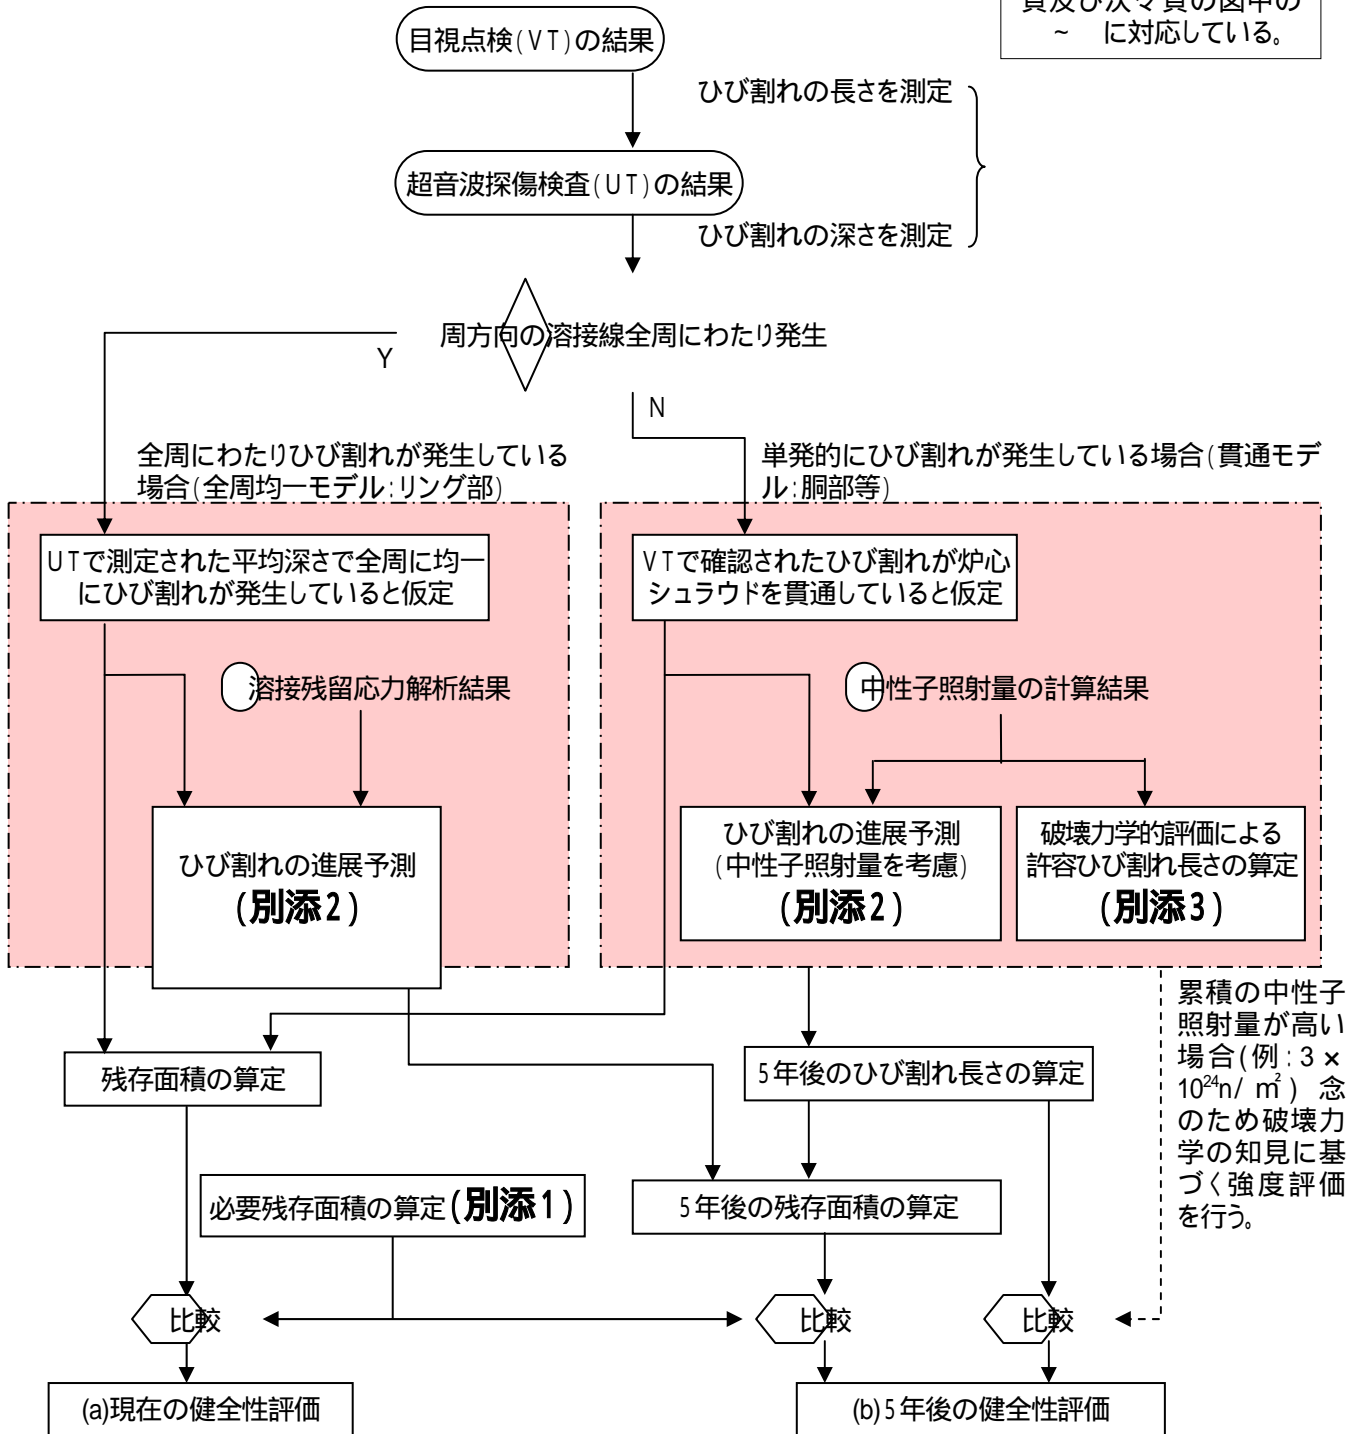 頁及び次々頁の図中の
~ に対応している。
目視点検(VT)の結果
ひび割れの長さを測定
超音波探傷検査(UT)の結果
ひび割れの深さを測定
周方向の溶接線全周にわたり発生
Y
N
全周にわたりひび割れが発生している
場合(全周均一モデル:リング部)
単発的にひび割れが発生している場合(貫通モデ
ル:胴部等)
UTで測定された平均深さで全周に均一
にひび割れが発生していると仮定
VTで確認されたひび割れが炉心
シュラウドを貫通していると仮定
溶接残留応力解析結果
中性子照射量の計算結果
ひび割れの進展予測
(別添2)
ひび割れの進展予測
(中性子照射量を考慮)
(別添2)
破壊力学的評価による
許容ひび割れ長さの算定
(別添3)
累積の中性子
照射量が高い
場合(例:3×
10²⁴n/㎡) 念
のため破壊力
学の知見に基
づく強度評価
を行う。
残存面積の算定
5年後のひび割れ長さの算定
必要残存面積の算定(別添1)
5年後の残存面積の算定
比較
比較
比較
(a)現在の健全性評価
(b)5年後の健全性評価